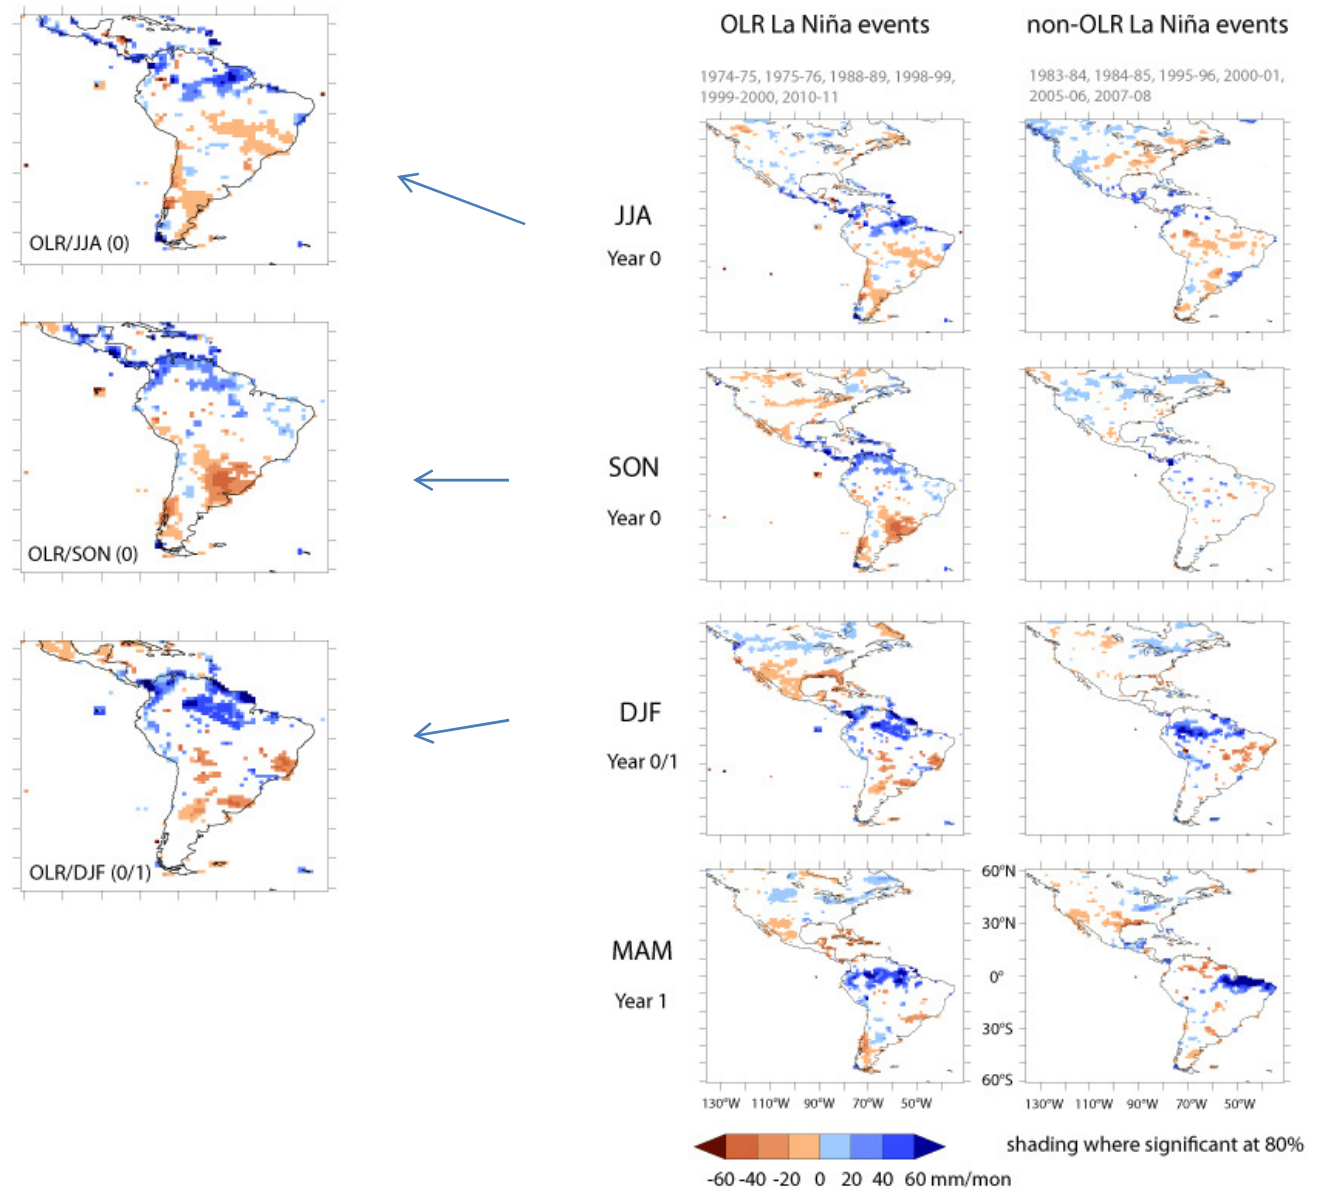 OLR La Niña events
non-OLR La Niña events
1974-75, 1975-76, 1988-89, 1998-99,
1999-2000, 2010-11
1983-84, 1984-85, 1995-96, 2000-01,
2005-06, 2007-08
OLR/JJA (0)
JJA
Year 0
OLR/SON (0)
SON
Year 0
OLR/DJF (0/1)
DJF
Year 0/1
MAM
Year 1
60°N
30°N
0°
30°S
60°S
130°W 110°W 90°W 70°W 50°W
130°W 110°W 90°W 70°W 50°W
-60 -40 -20 0 20 40 60 mm/mon
shading where significant at 80%